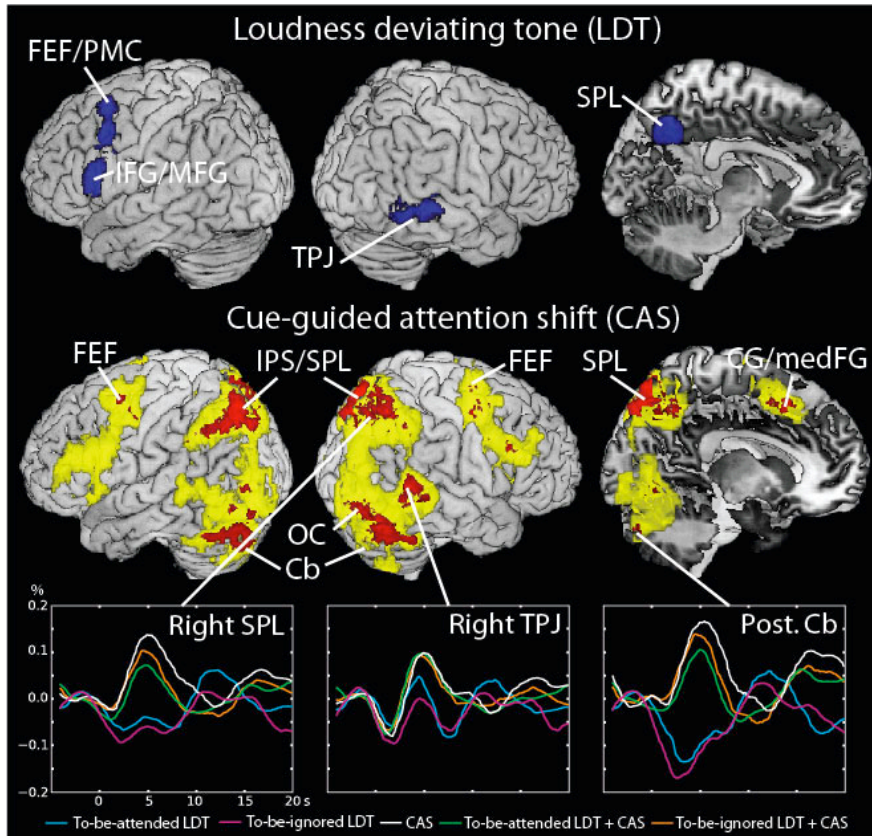 Loudness deviating tone (LDT)
FEF/PMC
SPL
IFG/MFG
TPJ
Cue-guided attention shift (CAS)
FEF
IPS/SPL
FEF
SPL
CG/medFG
OC
Cb
%
0.2
0.1
0.0
-0.1
-0.2
Right SPL
Right TPJ
Post. Cb
0 5 10 15 20 s
To-be-attended LDT To-be-ignored LDT CAS To-be-attended LDT + CAS To-be-ignored LDT + CAS